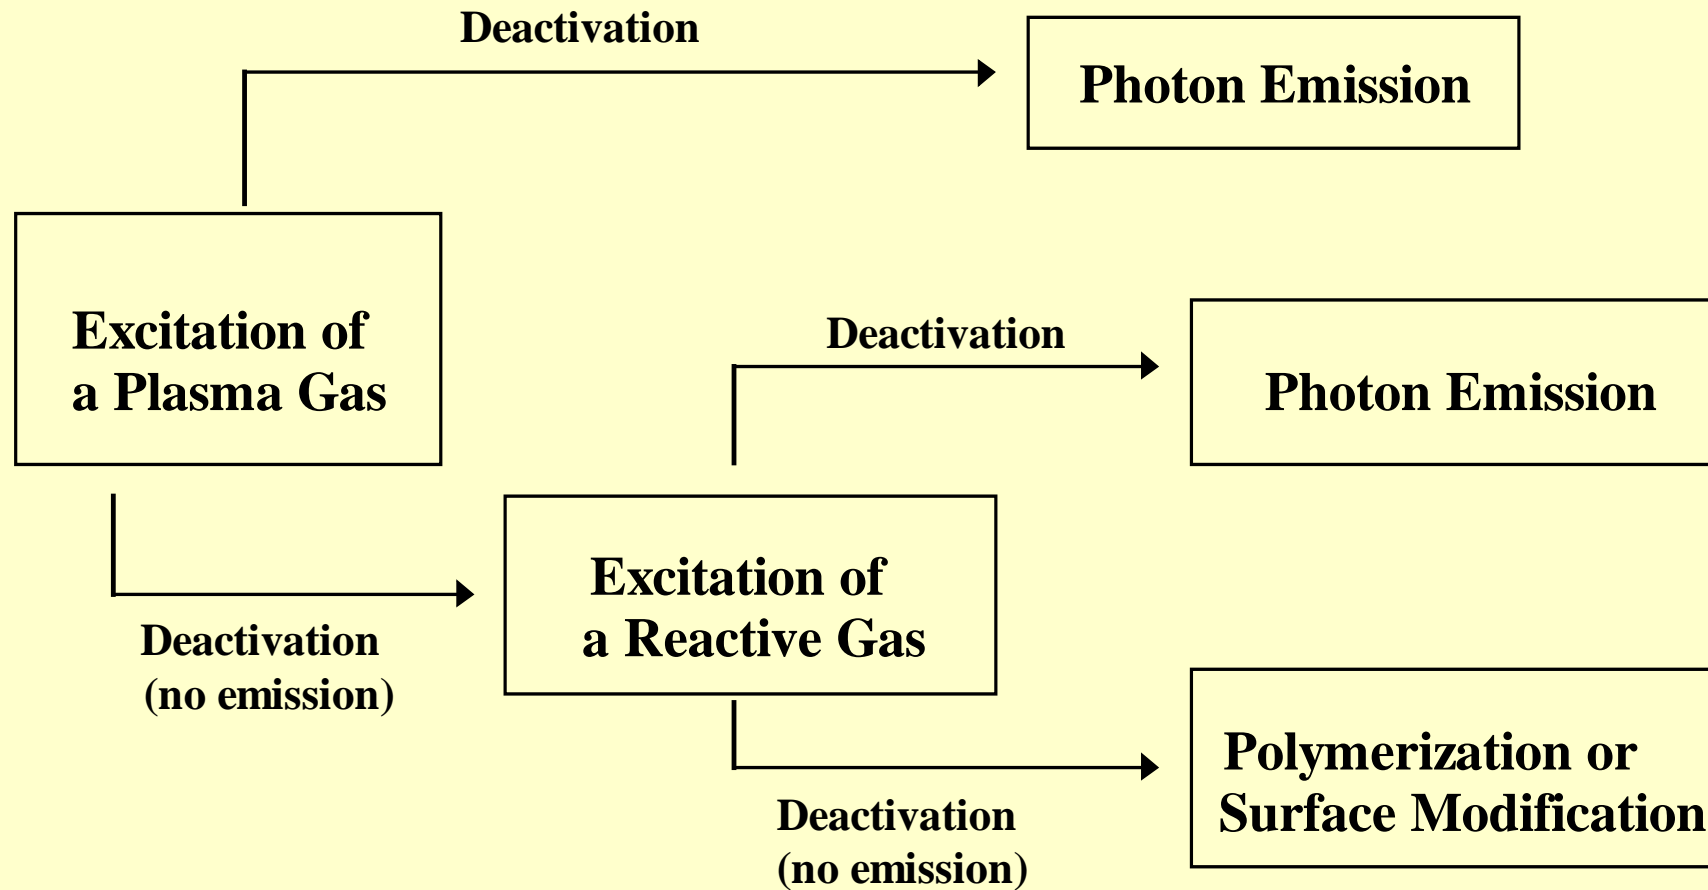 Deactivation
Photon Emission
Excitation of
a Plasma Gas
Deactivation
Photon Emission
Deactivation
(no emission)
Excitation of
a Reactive Gas
Deactivation
(no emission)
Polymerization or
Surface Modification